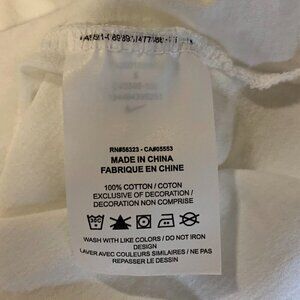 RN#56323 - CA#05553
MADE IN CHINA
FABRIQUE EN CHINE
100% COTTON / COTON
EXCLUSIVE OF DECORATION /
DECORATION NON COMPRISE
WASH WITH LIKE COLORS / DO NOT IRON
DESIGN
LAVER AVEC COULEURS SIMILAIRES / NE PAS
REPASSER LE DESSIN